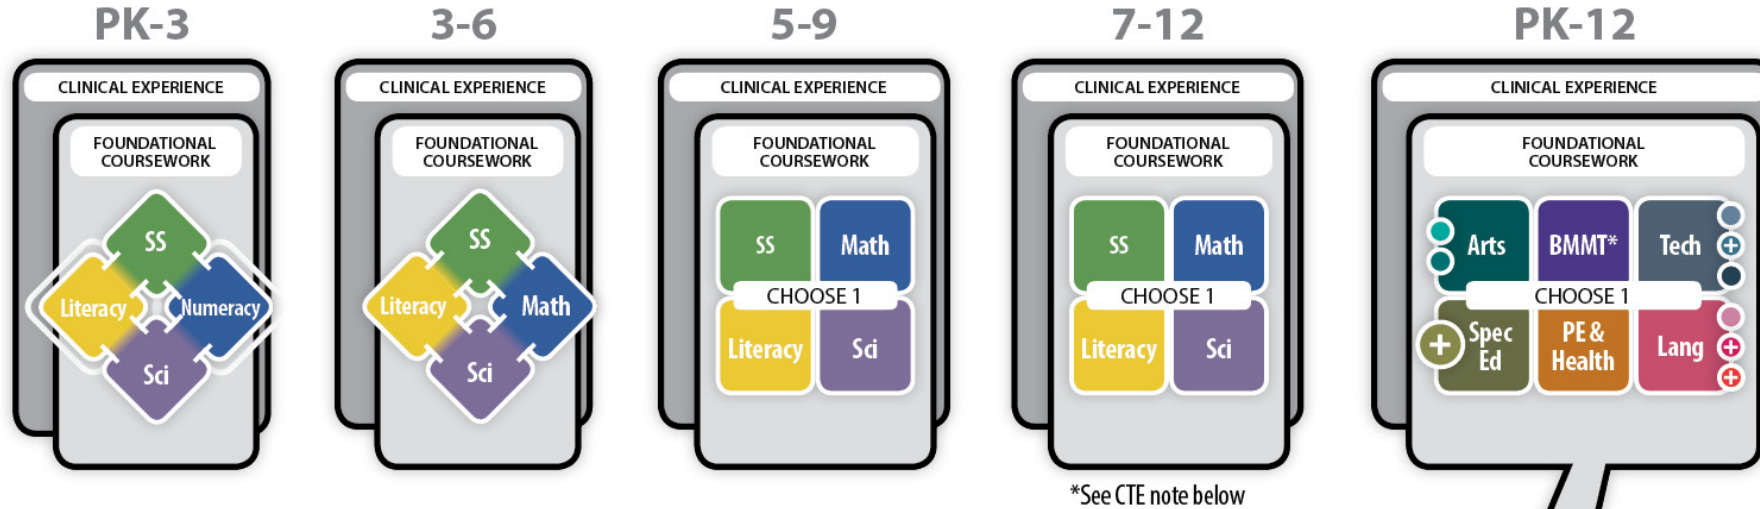 PK-3
CLINICAL EXPERIENCE
FOUNDATIONAL
COURSEWORK
SS
Literacy
Numeracy
Sci
3-6
CLINICAL EXPERIENCE
FOUNDATIONAL
COURSEWORK
SS
Literacy
Math
Sci
5-9
CLINICAL EXPERIENCE
FOUNDATIONAL
COURSEWORK
SS
Math
CHOOSE 1
Literacy
Sci
7-12
CLINICAL EXPERIENCE
FOUNDATIONAL
COURSEWORK
SS
Math
CHOOSE 1
Literacy
Sci
*See CTE note below
PK-12
CLINICAL EXPERIENCE
FOUNDATIONAL
COURSEWORK
Arts
BMMT*
Tech
+
CHOOSE 1
+
Spec
Ed
PE &
Health
Lang
+
+